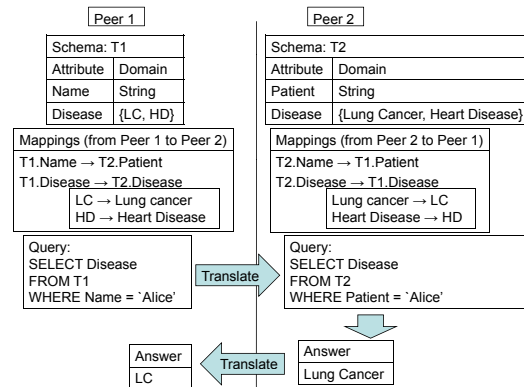 Peer 1
Schema: T1
Attribute Domain
Name String
Disease {LC, HD}
Mappings (from Peer 1 to Peer 2)
T1.Name → T2.Patient
T1.Disease → T2.Disease
LC → Lung cancer
HD → Heart Disease
Query:
SELECT Disease
FROM T1
WHERE Name = `Alice'
Translate
Peer 2
Schema: T2
Attribute Domain
Patient String
Disease {Lung Cancer, Heart Disease}
Mappings (from Peer 2 to Peer 1)
T2.Name → T1.Patient
T2.Disease → T1.Disease
Lung cancer → LC
Heart Disease → HD
Query:
SELECT Disease
FROM T2
WHERE Patient = `Alice'
Answer
Lung Cancer
Translate
Answer
LC